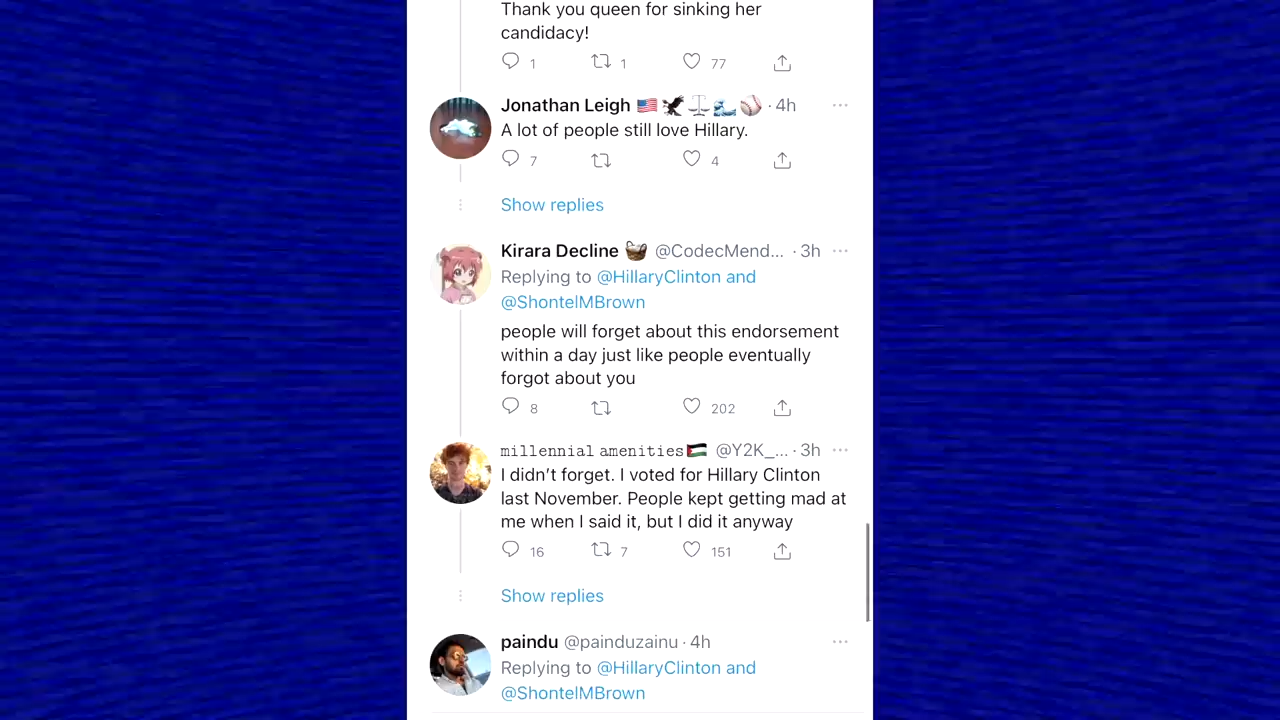 Thank you queen for sinking her
candidacy!
1 1 77
Jonathan Leigh 🇺🇸 🦅 ⚖️ 🌊 ⚾ · 4h
A lot of people still love Hillary.
7 4
Show replies
Kirara Decline 🧺 @CodecMend... · 3h
Replying to @HillaryClinton and
@ShontelMBrown
people will forget about this endorsement
within a day just like people eventually
forgot about you
8 202
millennial amenities🇵🇸 @Y2K_... · 3h
I didn’t forget. I voted for Hillary Clinton
last November. People kept getting mad at
me when I said it, but I did it anyway
16 7 151
Show replies
paindu @painduzainu · 4h
Replying to @HillaryClinton and
@ShontelMBrown